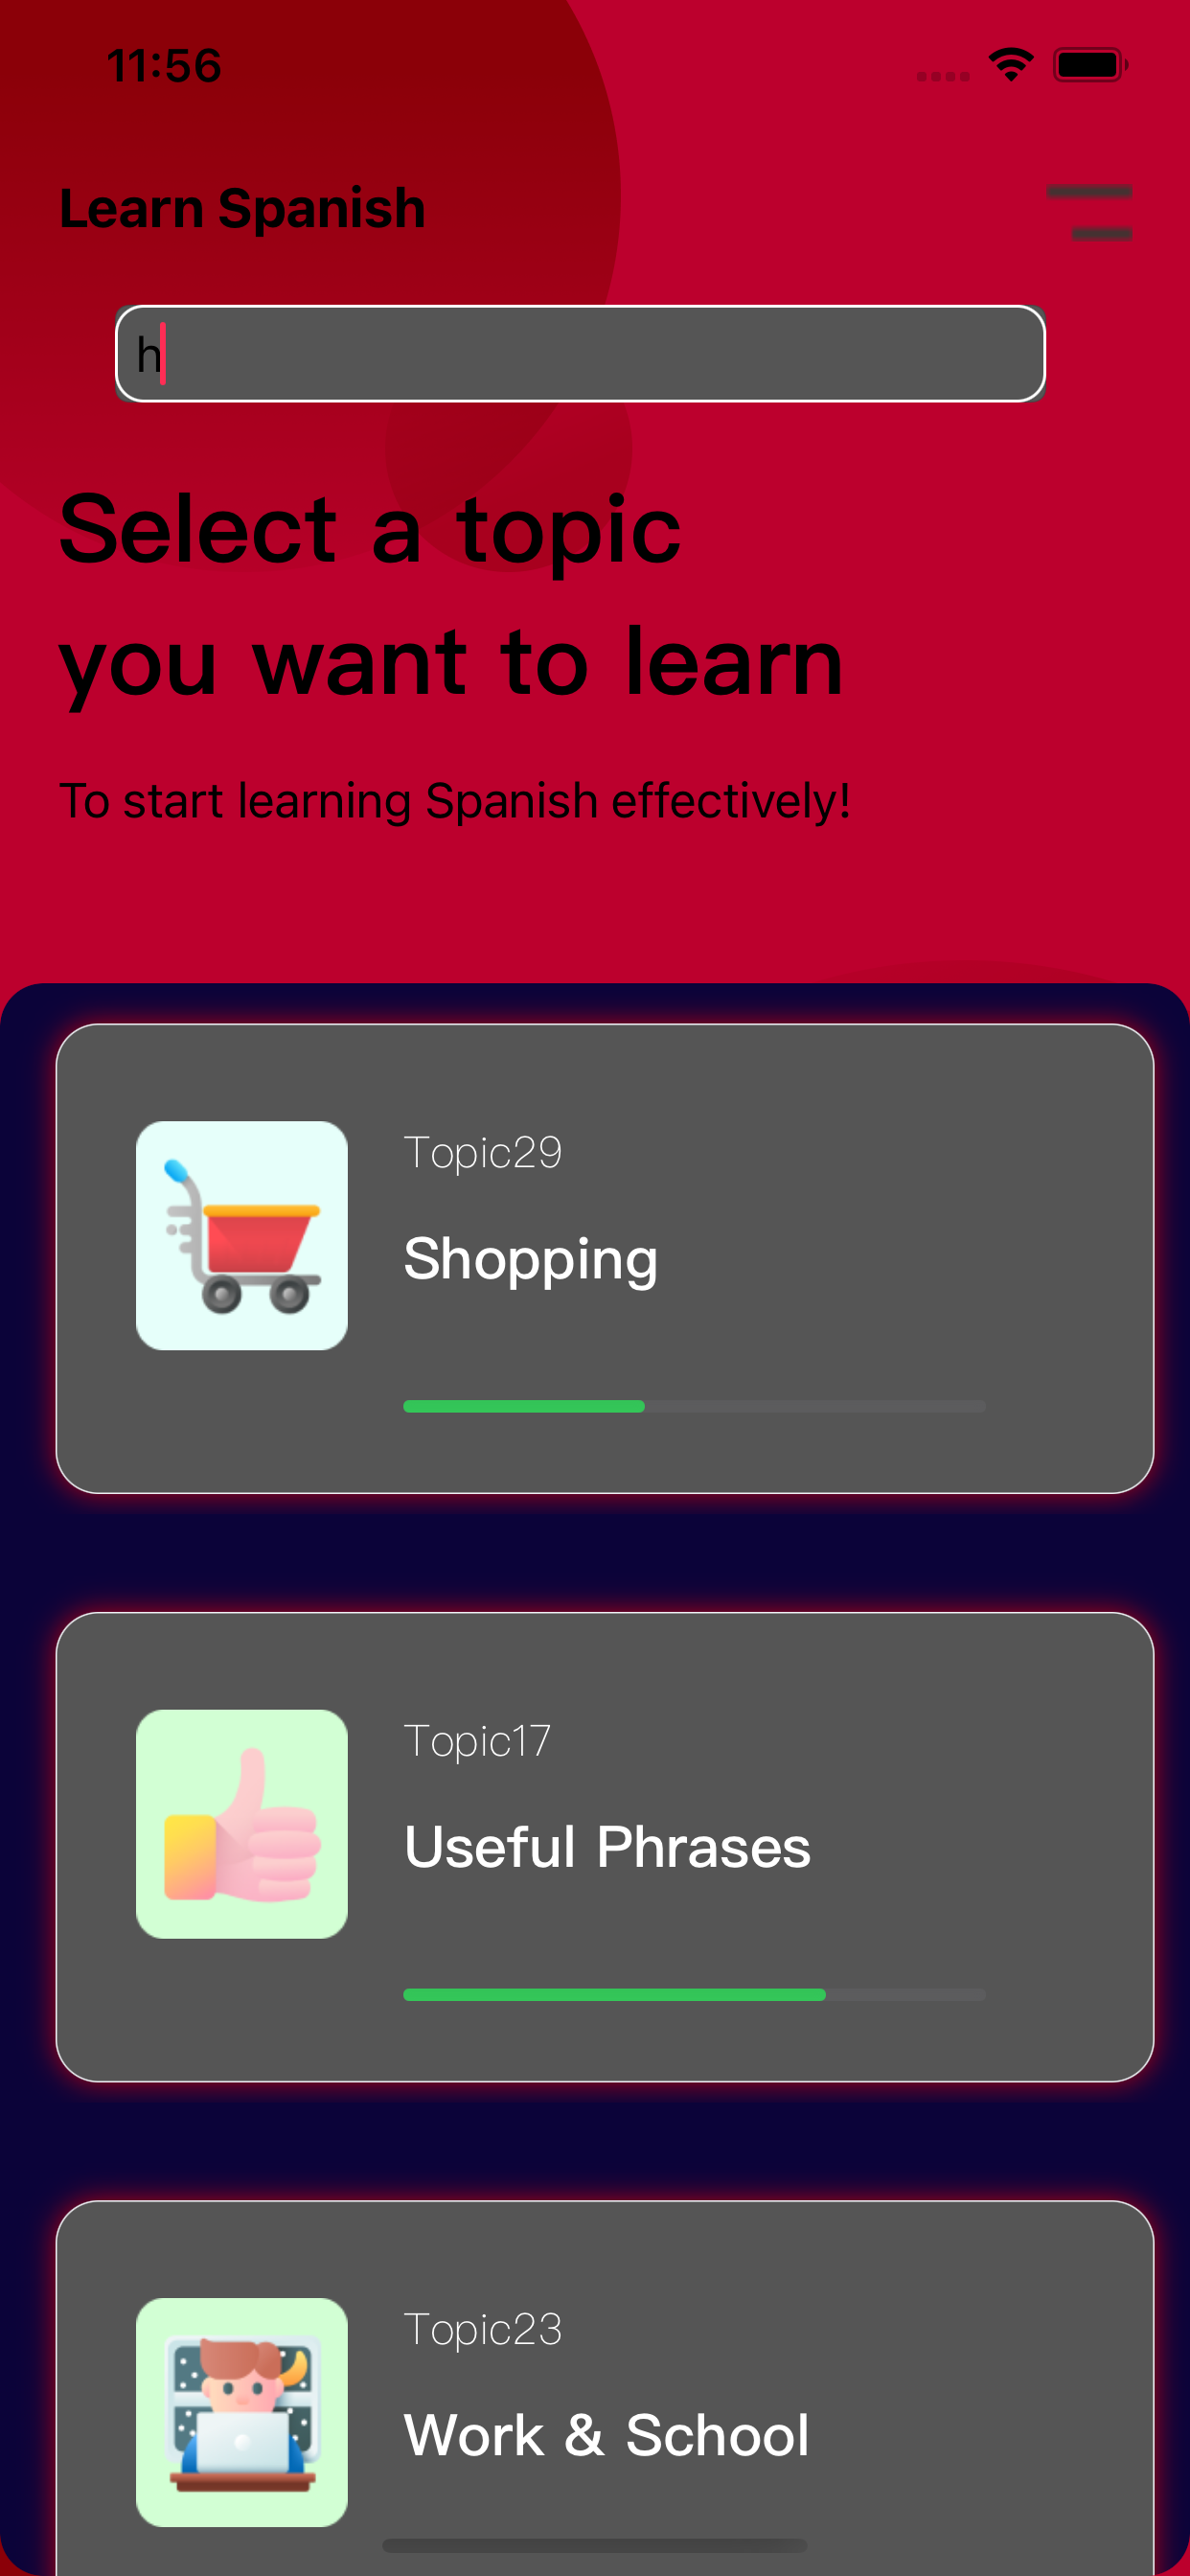 11:56
Learn Spanish
h
Select a topic
you want to learn
To start learning Spanish effectively!
Topic29
Shopping
Topic17
Useful Phrases
Topic23
Work & School